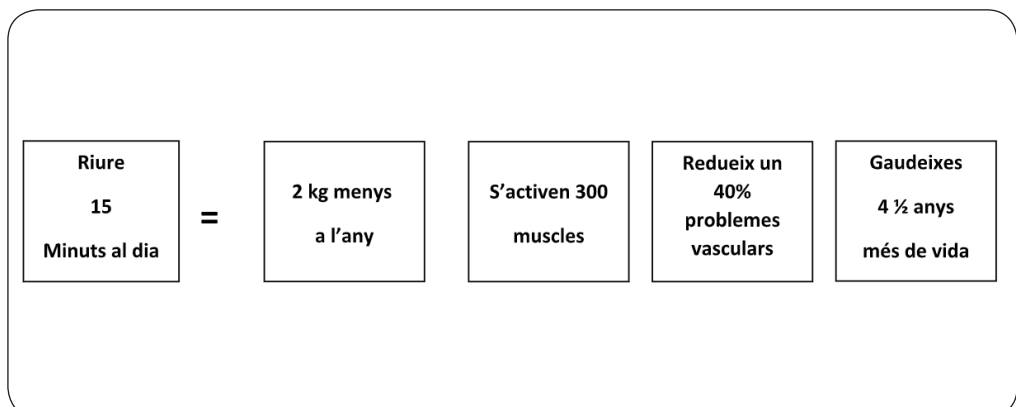 Riure
15
Minuts al dia
=
2 kg menys
a l’any
S’activen 300
muscles
Redueix un
40%
problemes
vasculars
Gaudeixes
4 ½ anys
més de vida